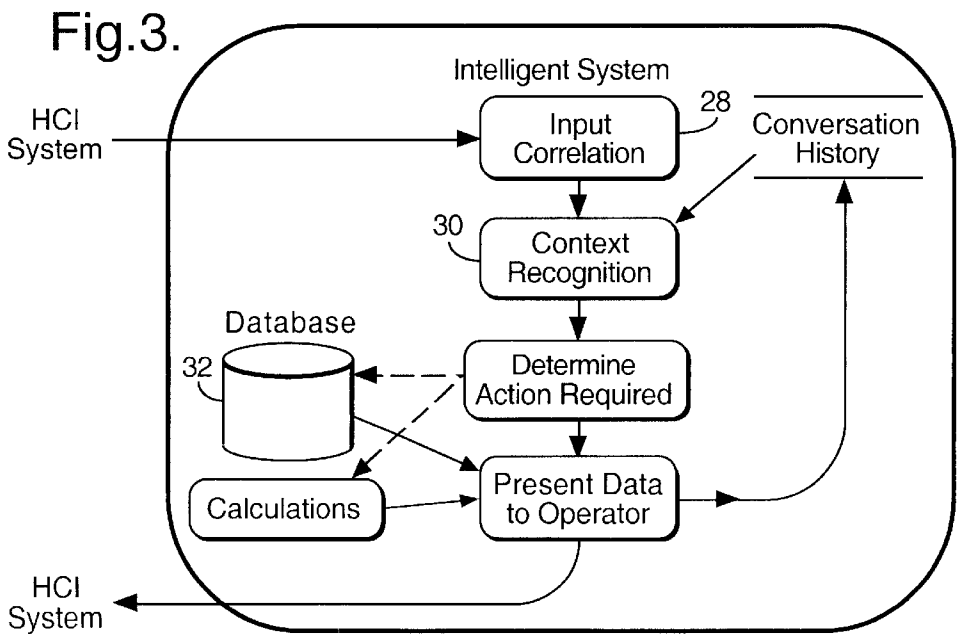 Fig.3.
Intelligent System
HCI
System
Input
Correlation
28
Conversation
History
30
Context
Recognition
Database
32
Determine
Action Required
Calculations
Present Data
to Operator
HCI
System